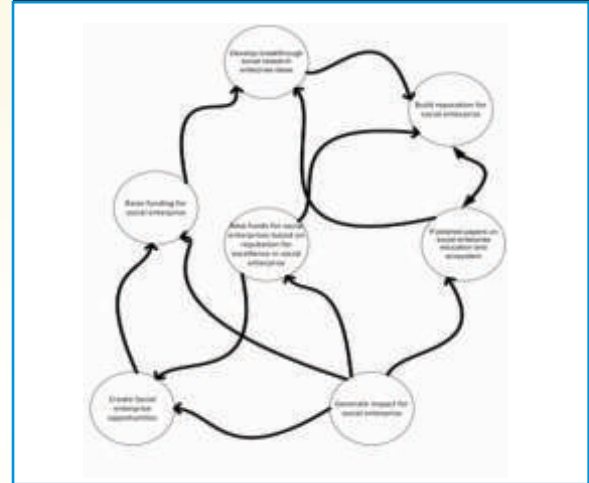 Develop breakthrough
social research
enterprise ideas
Build reputation for
social enterprise
Raise funding for
social enterprise
Raise funds for social
enterprises based on
reputation for
excellence in social
enterprise
Published papers on
social enterprise
education and
ecosystem
Create Social
enterprise
opportunities
Generate impact for
social enterprise